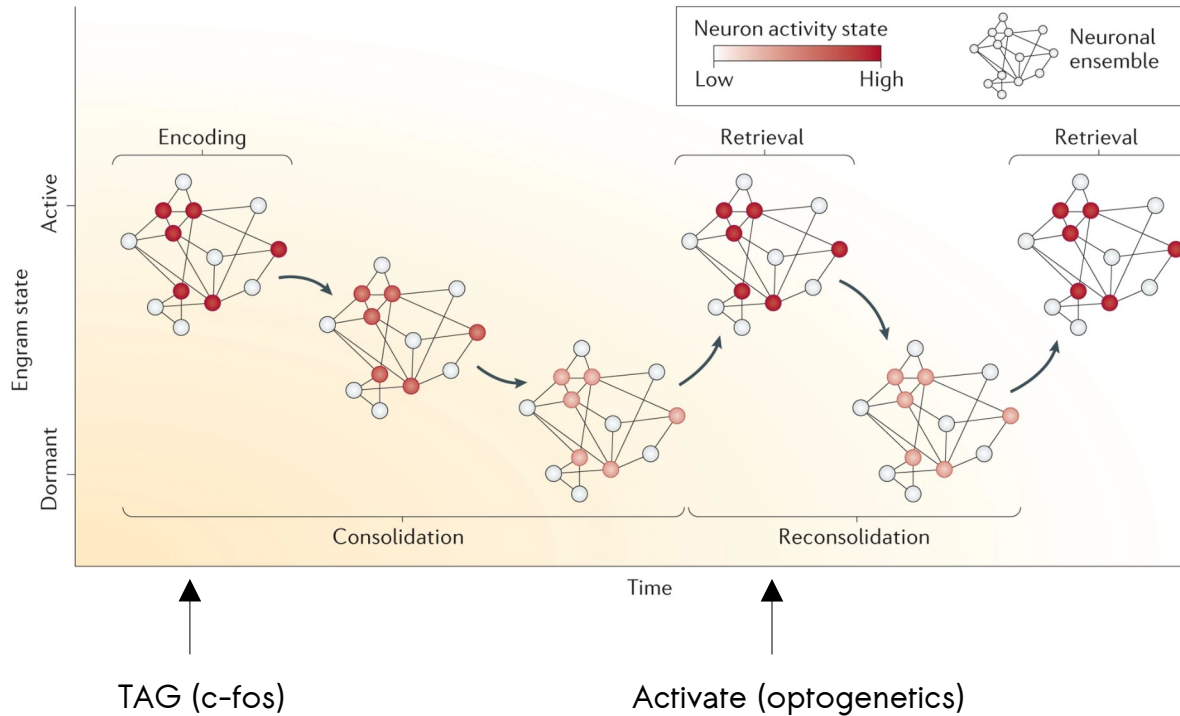 Neuron activity state
Low
High
Neuronal
ensemble
Encoding
Retrieval
Retrieval
Active
Engram state
Dormant
Consolidation
Reconsolidation
Time
TAG (c-fos)
Activate (optogenetics)